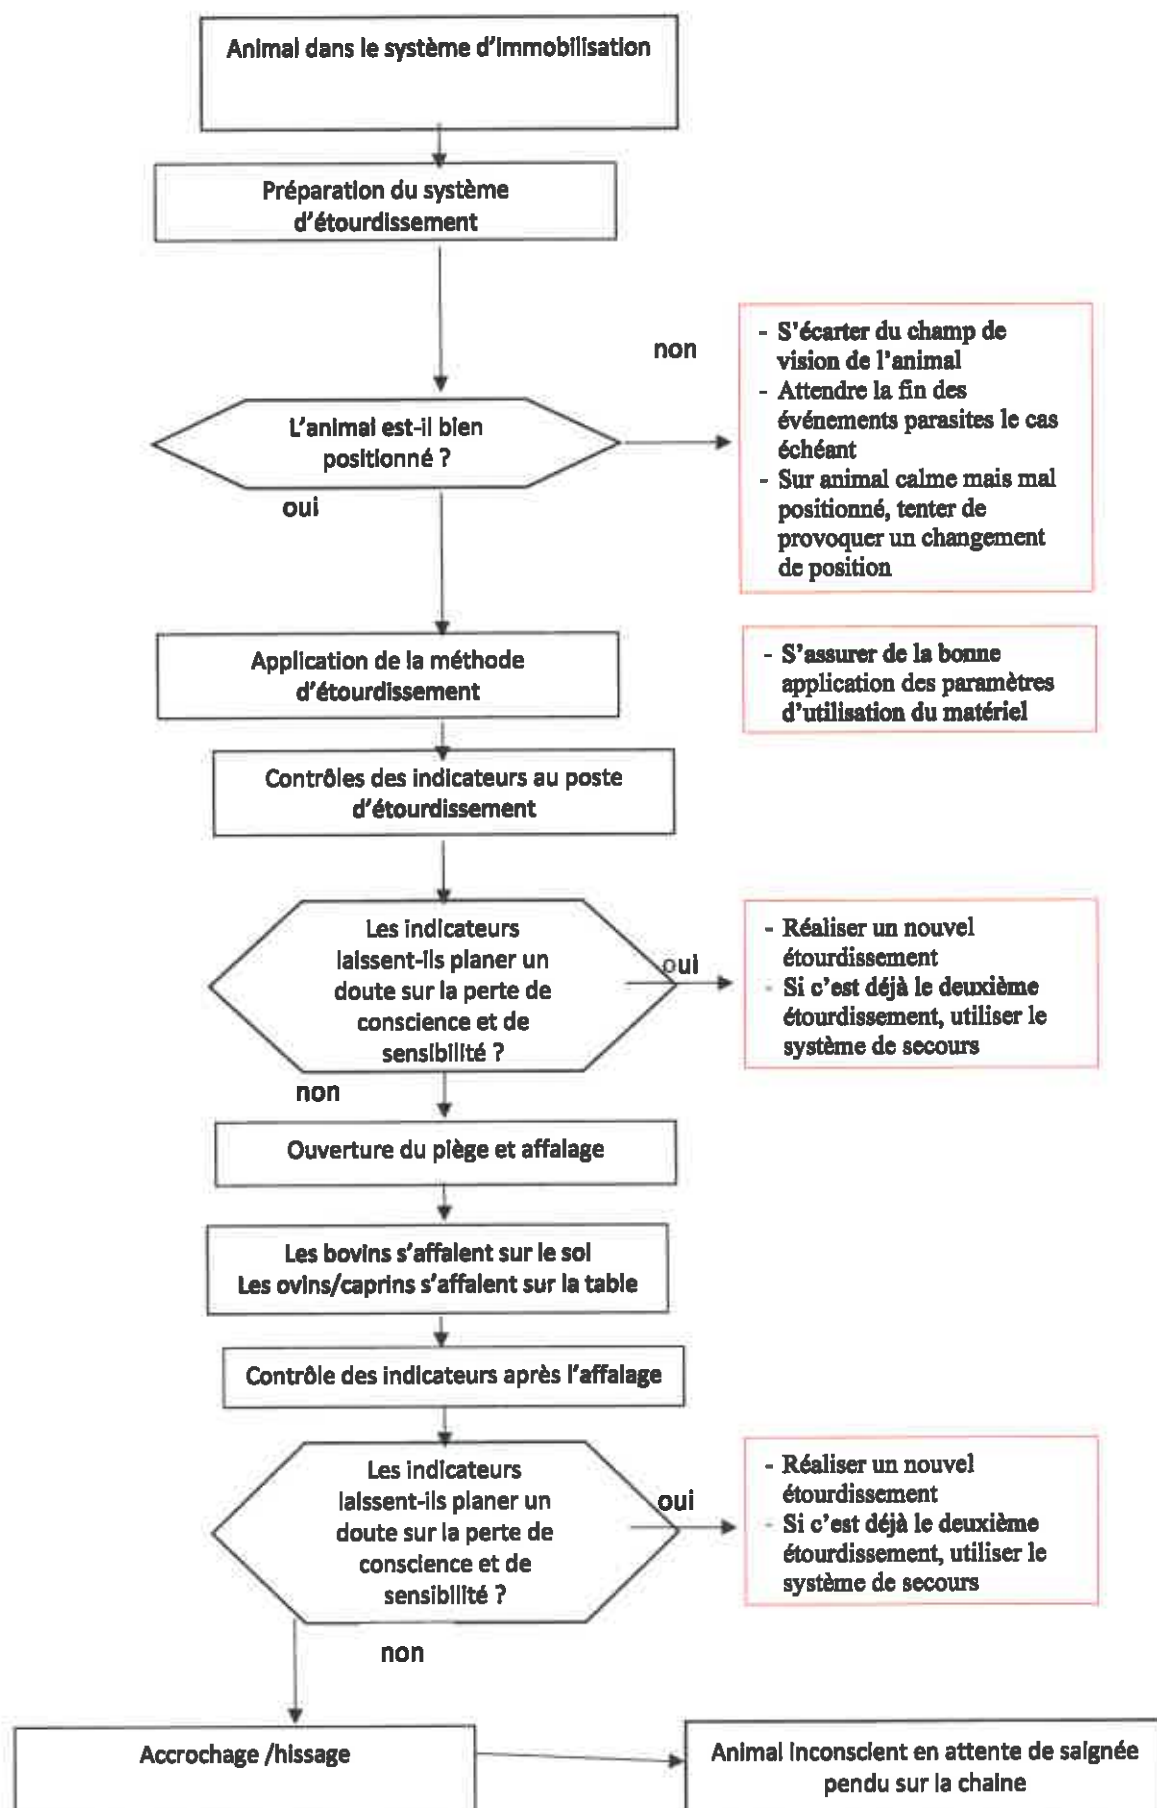 Animal dans le système d'immobilisation
Préparation du système
d'étourdissement
non
- S'écarter du champ de
vision de l'animal
- Attendre la fin des
événements parasites le cas
échéant
- Sur animal calme mais mal
positionné, tenter de
provoquer un changement
de position
L'animal est-il bien
positionné ?
oui
Application de la méthode
d'étourdissement
- S'assurer de la bonne
application des paramètres
d'utilisation du matériel
Contrôles des indicateurs au poste
d'étourdissement
Les indicateurs
laissent-ils planer un
doute sur la perte de
conscience et de
sensibilité ?
oui
- Réaliser un nouvel
étourdissement
- Si c'est déjà le deuxième
étourdissement, utiliser le
système de secours
non
Ouverture du piège et affalage
Les bovins s'affalent sur le sol
Les ovins/caprins s'affalent sur la table
Contrôle des indicateurs après l'affalage
Les indicateurs
laissent-ils planer un
doute sur la perte de
conscience et de
sensibilité ?
oui
- Réaliser un nouvel
étourdissement
- Si c'est déjà le deuxième
étourdissement, utiliser le
système de secours
non
Accrochage /hissage
Animal inconscient en attente de saignée
pendu sur la chaine